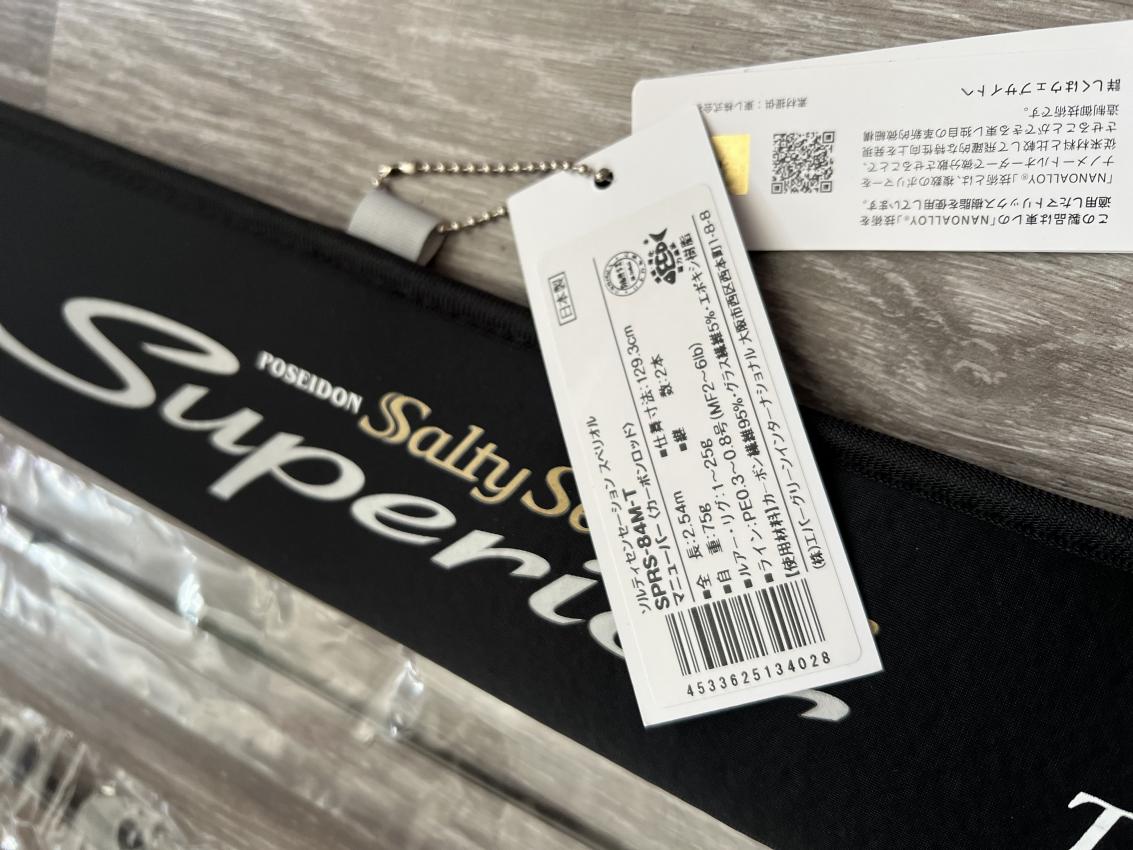 POSEIDON
Salty Se
Superior
T
日本製
ソルティセンセーション スペリオル
SPRS-84M-T
マニューバー〈カーボンロッド〉
■全 長:2.54m ■仕舞寸法:129.3cm
■自 重:75g ■継 数:2本
■ルアー・リグ:1〜25g
■ライン:PE0.3〜0.8号(MF2〜6lb)
【使用材料】カーボン繊維95%・グラス繊維5%・エポキシ樹脂
(株)エバーグリーンインターナショナル 大阪市西区西本町1-8-8
4533625134028
この製品は東レの「NANOALLOY®」技術を
適用したマトリックス樹脂を使用しています。
「NANOALLOY®」技術とは、複数のポリマーを
ナノメートルオーダーで微分散させることで、
従来材料と比較して飛躍的な特性向上を発現
させることができる東レ独自の革新的微細構
造制御技術です。
詳しくはウェブサイトへ
素材提供:東レ株式会